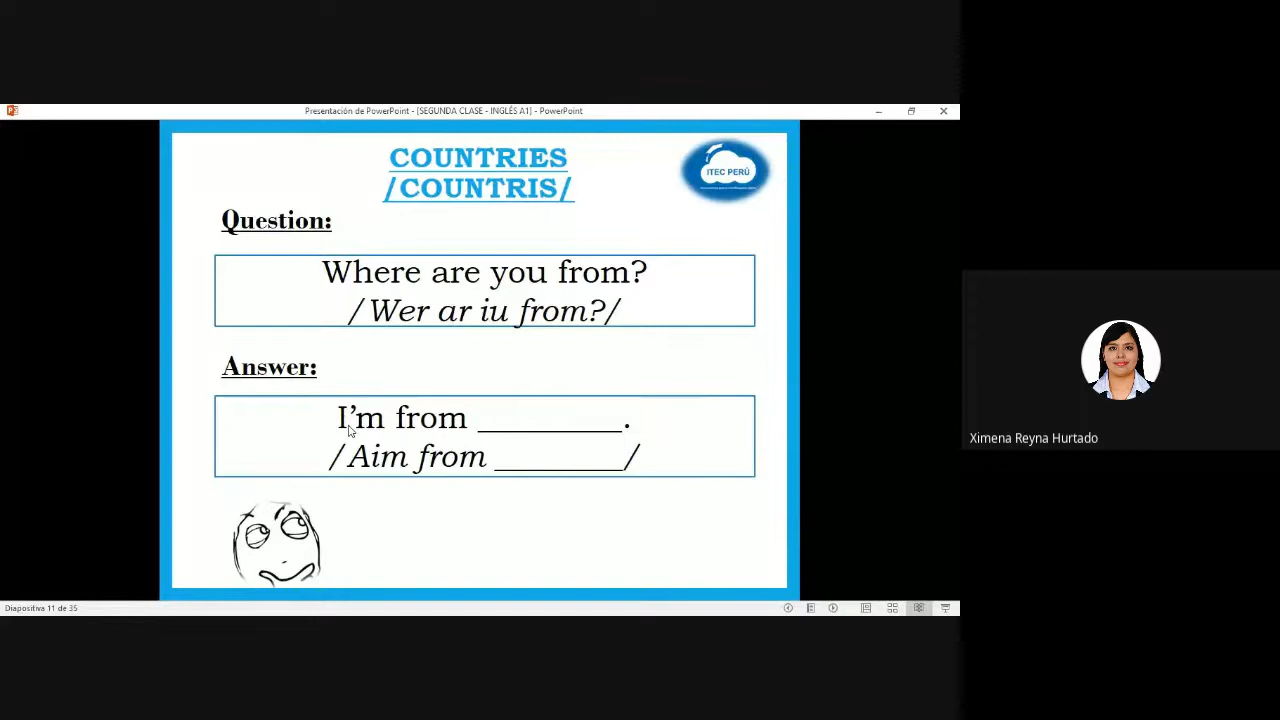 Presentación de PowerPoint - [SEGUNDA CLASE - INGLÉS A1] - PowerPoint
COUNTRIES
/COUNTRIS/
ITEC PERÚ
Question:
Where are you from?
/Wer ar iu from?/
Answer:
I'm from _________.
/Aim from ________/
Ximena Reyna Hurtado
Diapositiva 11 de 35